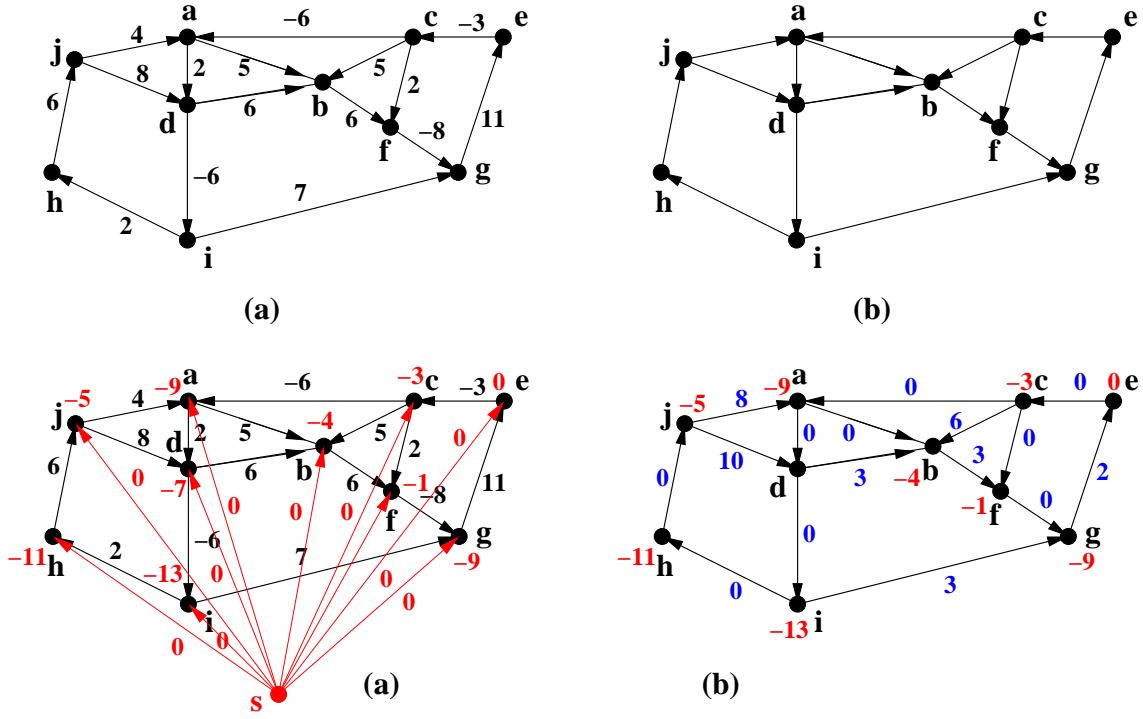 a −6 c e
4 −3
j 2 5 5
8 2
6 d 6 b 6 −8 11
f
−6 g
h 7
2
i
(a)
a c e
j
d b
f
g
h
i
(b)
a −6 −3 c −3 0 e
−9
−5 4
j 2 5 −4 5 0
8 d 2
6 0 −7 6 b 6 −1 −8 11
0 0 0 f
−6 g
−11 h 2 −13 0 7 0 −9
i 0
0 0
s (a)
a 0 −3 c 0 0 e
−9
−5 8
j 0 0 6 0
10 3 b 3 2
0 d −4 −1 f 0
0 g
−11 h −9
0 3
−13 i
(b)